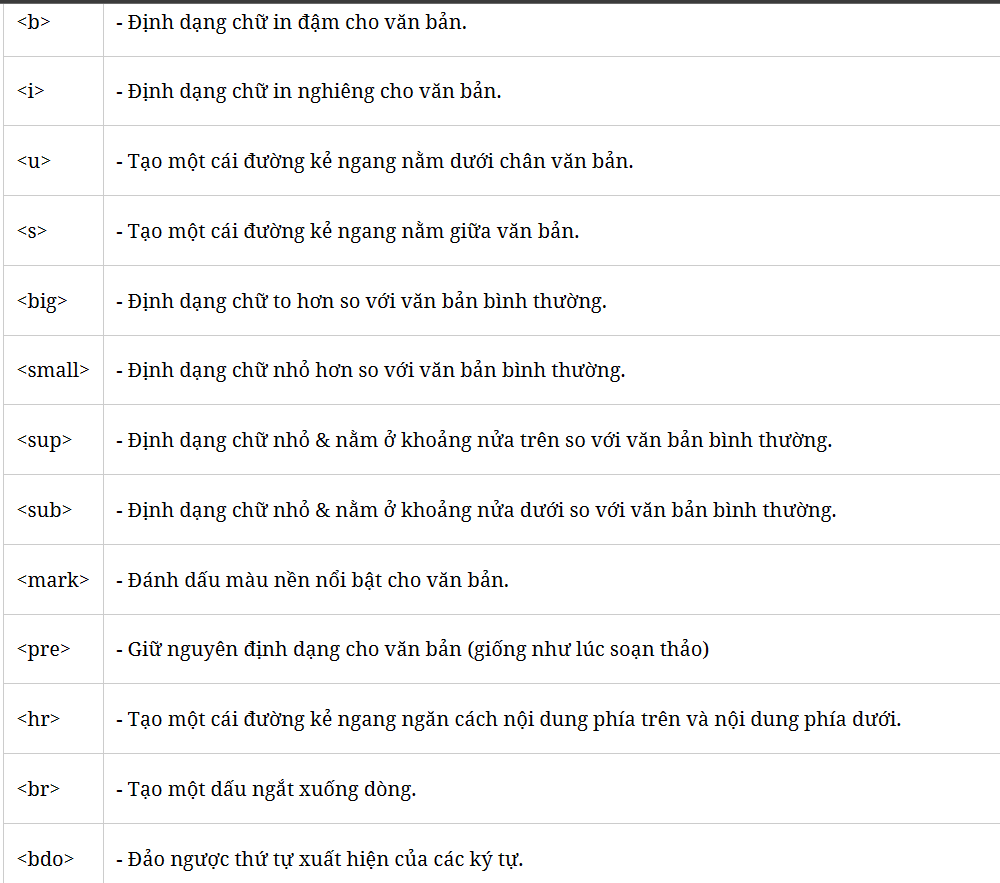 <b> - Định dạng chữ in đậm cho văn bản.
<i> - Định dạng chữ in nghiêng cho văn bản.
<u> - Tạo một cái đường kẻ ngang nằm dưới chân văn bản.
<s> - Tạo một cái đường kẻ ngang nằm giữa văn bản.
<big> - Định dạng chữ to hơn so với văn bản bình thường.
<small> - Định dạng chữ nhỏ hơn so với văn bản bình thường.
<sup> - Định dạng chữ nhỏ & nằm ở khoảng nửa trên so với văn bản bình thường.
<sub> - Định dạng chữ nhỏ & nằm ở khoảng nửa dưới so với văn bản bình thường.
<mark> - Đánh dấu màu nền nổi bật cho văn bản.
<pre> - Giữ nguyên định dạng cho văn bản (giống như lúc soạn thảo)
<hr> - Tạo một cái đường kẻ ngang ngăn cách nội dung phía trên và nội dung phía dưới.
<br> - Tạo một dấu ngắt xuống dòng.
<bdo> - Đảo ngược thứ tự xuất hiện của các ký tự.